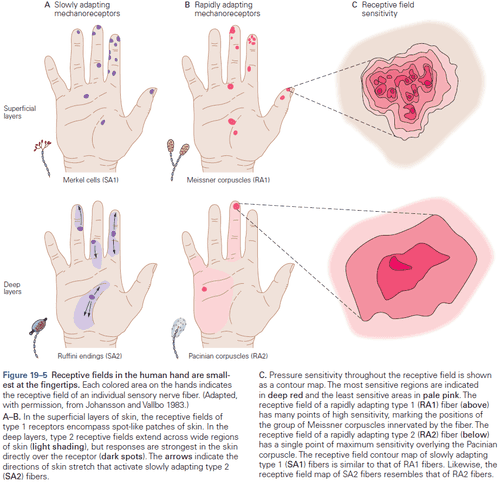 A Slowly adapting
mechanoreceptors
B Rapidly adapting
mechanoreceptors
C Receptive field
sensitivity
Superficial
layers
Merkel cells (SA1)
Meissner corpuscles (RA1)
Deep
layers
Ruffini endings (SA2)
Pacinian corpuscles (RA2)
Figure 19–5 Receptive fields in the human hand are small-
est at the fingertips. Each colored area on the hands indicates
the receptive field of an individual sensory nerve fiber. (Adapted,
with permission, from Johansson and Vallbo 1983.)
A–B. In the superficial layers of skin, the receptive fields of
type 1 receptors encompass spot-like patches of skin. In
the deep layers, type 2 receptive fields extend across wide regions
of skin (light shading), but responses are strongest in the skin
directly over the receptor (dark spots). The arrows indicate the
directions of skin stretch that activate slowly adapting type 2
(SA2) fibers.
C. Pressure sensitivity throughout the receptive field is shown
as a contour map. The most sensitive regions are indicated
in deep red and the least sensitive areas in pale pink. The
receptive field of a rapidly adapting type 1 (RA1) fiber (above)
has many points of high sensitivity, marking the positions of
the group of Meissner corpuscles innervated by the fiber. The
receptive field of a rapidly adapting type 2 (RA2) fiber (below)
has a single point of maximum sensitivity overlying the Pacinian
corpuscle. The receptive field contour map of slowly adapting
type 1 (SA1) fibers is similar to that of RA1 fibers. Likewise, the
receptive field map of SA2 fibers resembles that of RA2 fibers.